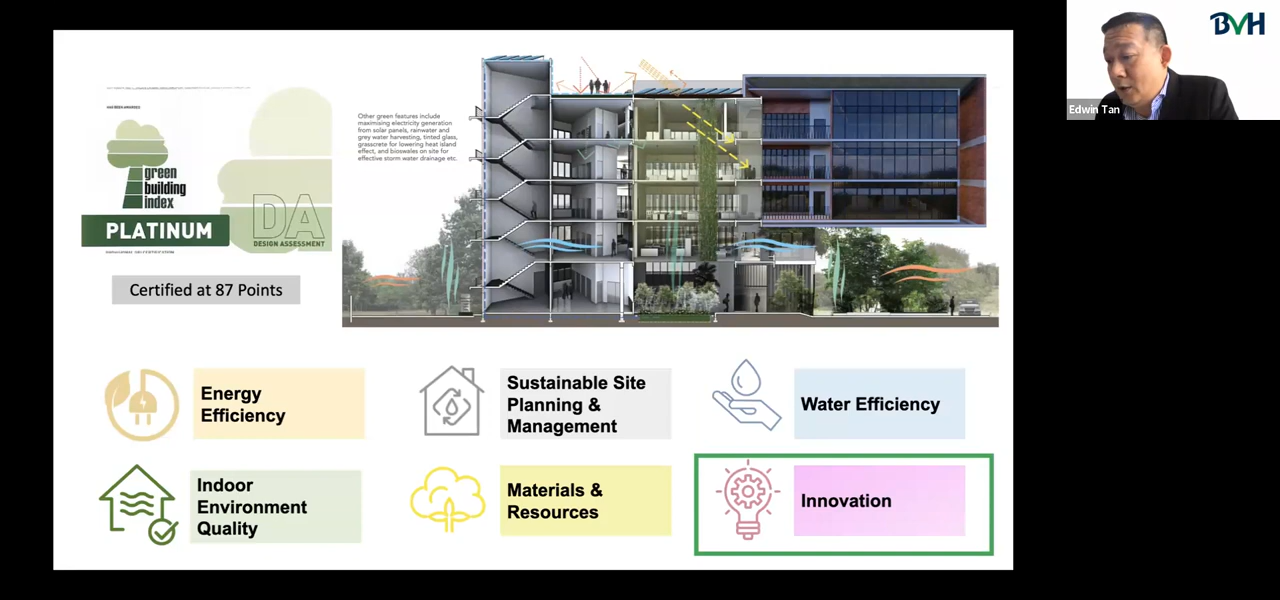 BVH
Edwin Tan
HAS BEEN AWARDED
green
building
index
PLATINUM
DA
DESIGN ASSESSMENT
Certified at 87 Points
Other green features include
maximising electricity generation
from solar panels, rainwater and
grey water harvesting, tinted glass,
grasscrete for lowering heat island
effect, and bioswales on site for
effective storm water drainage etc.
Energy
Efficiency
Sustainable Site
Planning &
Management
Water Efficiency
Indoor
Environment
Quality
Materials &
Resources
Innovation